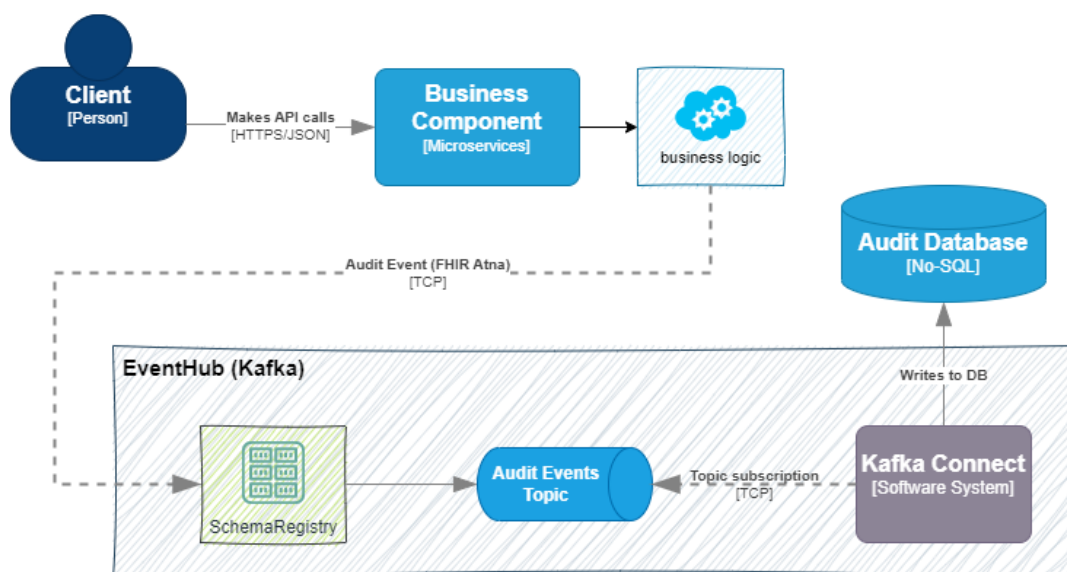 Client
[Person]
Makes API calls
[HTTPS/JSON]
Business
Component
[Microservices]
business logic
Audit Database
[No-SQL]
Audit Event (FHIR Atna)
[TCP]
EventHub (Kafka)
Writes to DB
SchemaRegistry
Audit Events
Topic
Topic subscription
[TCP]
Kafka Connect
[Software System]